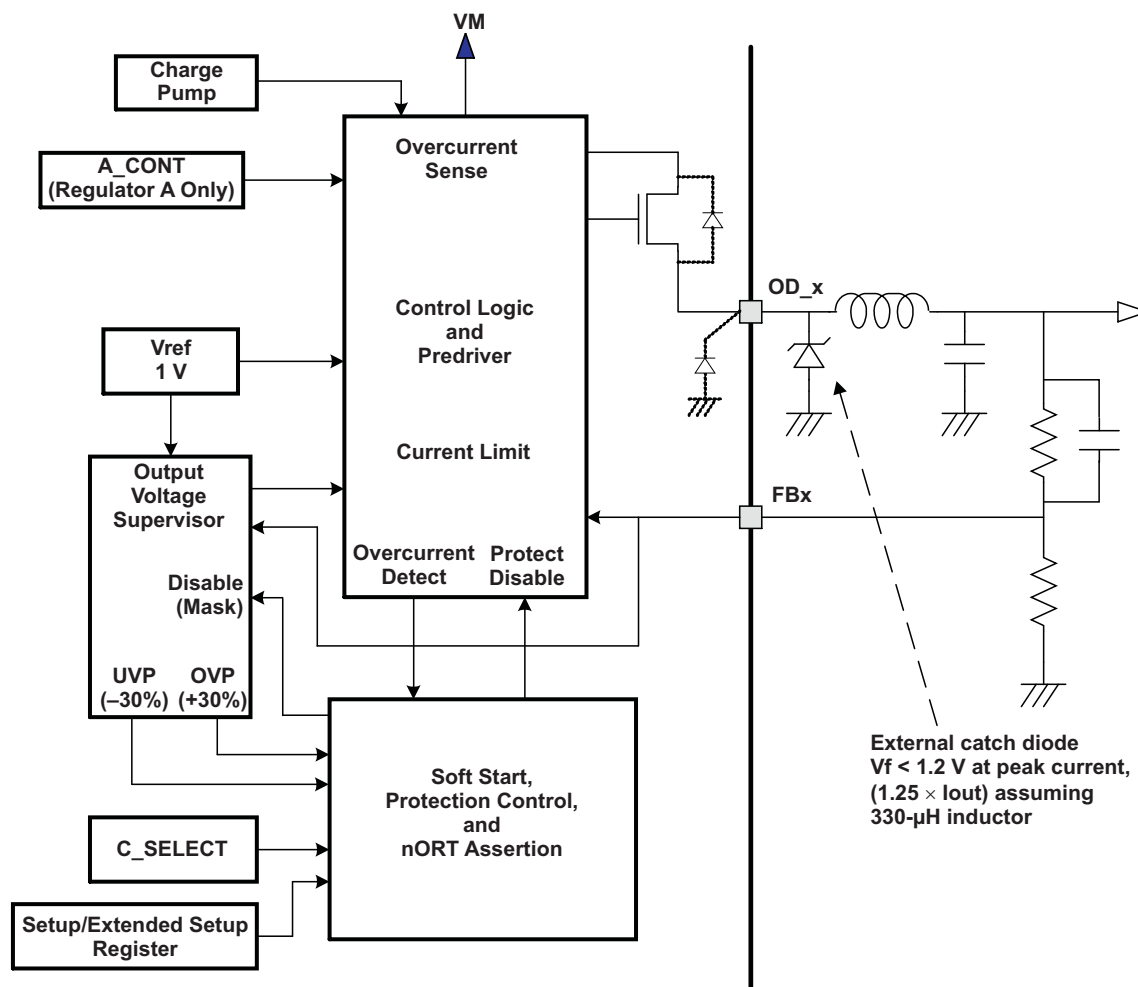 VM
Charge
Pump
A_CONT
(Regulator A Only)
Overcurrent
Sense
OD_x
Control Logic
and
Predriver
Vref
1 V
Current Limit
Output
Voltage
Supervisor
FBx
Overcurrent
Detect
Protect
Disable
Disable
(Mask)
UVP
(–30%)
OVP
(+30%)
External catch diode
Vf < 1.2 V at peak current,
(1.25 × Iout) assuming
330-µH inductor
Soft Start,
Protection Control,
and
nORT Assertion
C_SELECT
Setup/Extended Setup
Register